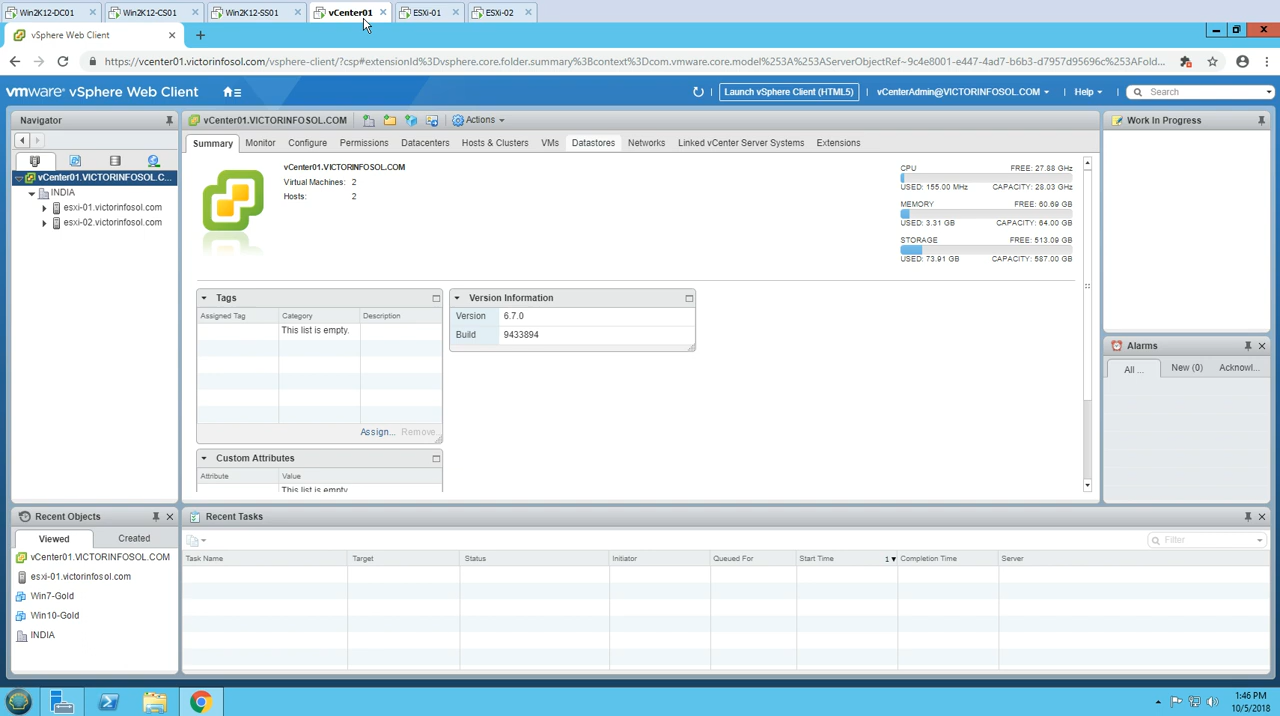 Win2K12-DC01
Win2K12-CS01
Win2K12-SS01
vCenter01
ESXi-01
ESXi-02
vSphere Web Client
https://vcenter01.victorinfosol.com/vsphere-client/?csp#extensionId%3Dvsphere.core.folder.summary%3Bcontext%3Dcom.vmware.core.model%253A%253AServerObjectRef~9c4e8001-e447-4ad7-b6b3-d7957d95696c%253AFold...
vmware® vSphere Web Client
Launch vSphere Client (HTML5)
vCenterAdmin@VICTORINFOSOL.COM
Help
Search
Navigator
vCenter01.VICTORINFOSOL.COM
Actions
Work In Progress
Summary
Monitor
Configure
Permissions
Datacenters
Hosts & Clusters
VMs
Datastores
Networks
Linked vCenter Server Systems
Extensions
vCenter01.VICTORINFOSOL.C...
INDIA
esxi-01.victorinfosol.com
esxi-02.victorinfosol.com
vCenter01.VICTORINFOSOL.COM
Virtual Machines: 2
Hosts: 2
CPU FREE: 27.88 GHz
USED: 155.00 MHz CAPACITY: 28.03 GHz
MEMORY FREE: 60.69 GB
USED: 3.31 GB CAPACITY: 64.00 GB
STORAGE FREE: 513.09 GB
USED: 73.91 GB CAPACITY: 587.00 GB
Tags
Assigned Tag Category Description
This list is empty.
Assign... Remove
Version Information
Version 6.7.0
Build 9433894
Custom Attributes
Attribute Value
This list is empty
Alarms
All ... New (0) Acknowl...
Recent Objects
Viewed Created
vCenter01.VICTORINFOSOL.COM
esxi-01.victorinfosol.com
Win7-Gold
Win10-Gold
INDIA
Recent Tasks
Filter
Task Name Target Status Initiator Queued For Start Time 1 Completion Time Server
1:46 PM
10/5/2018